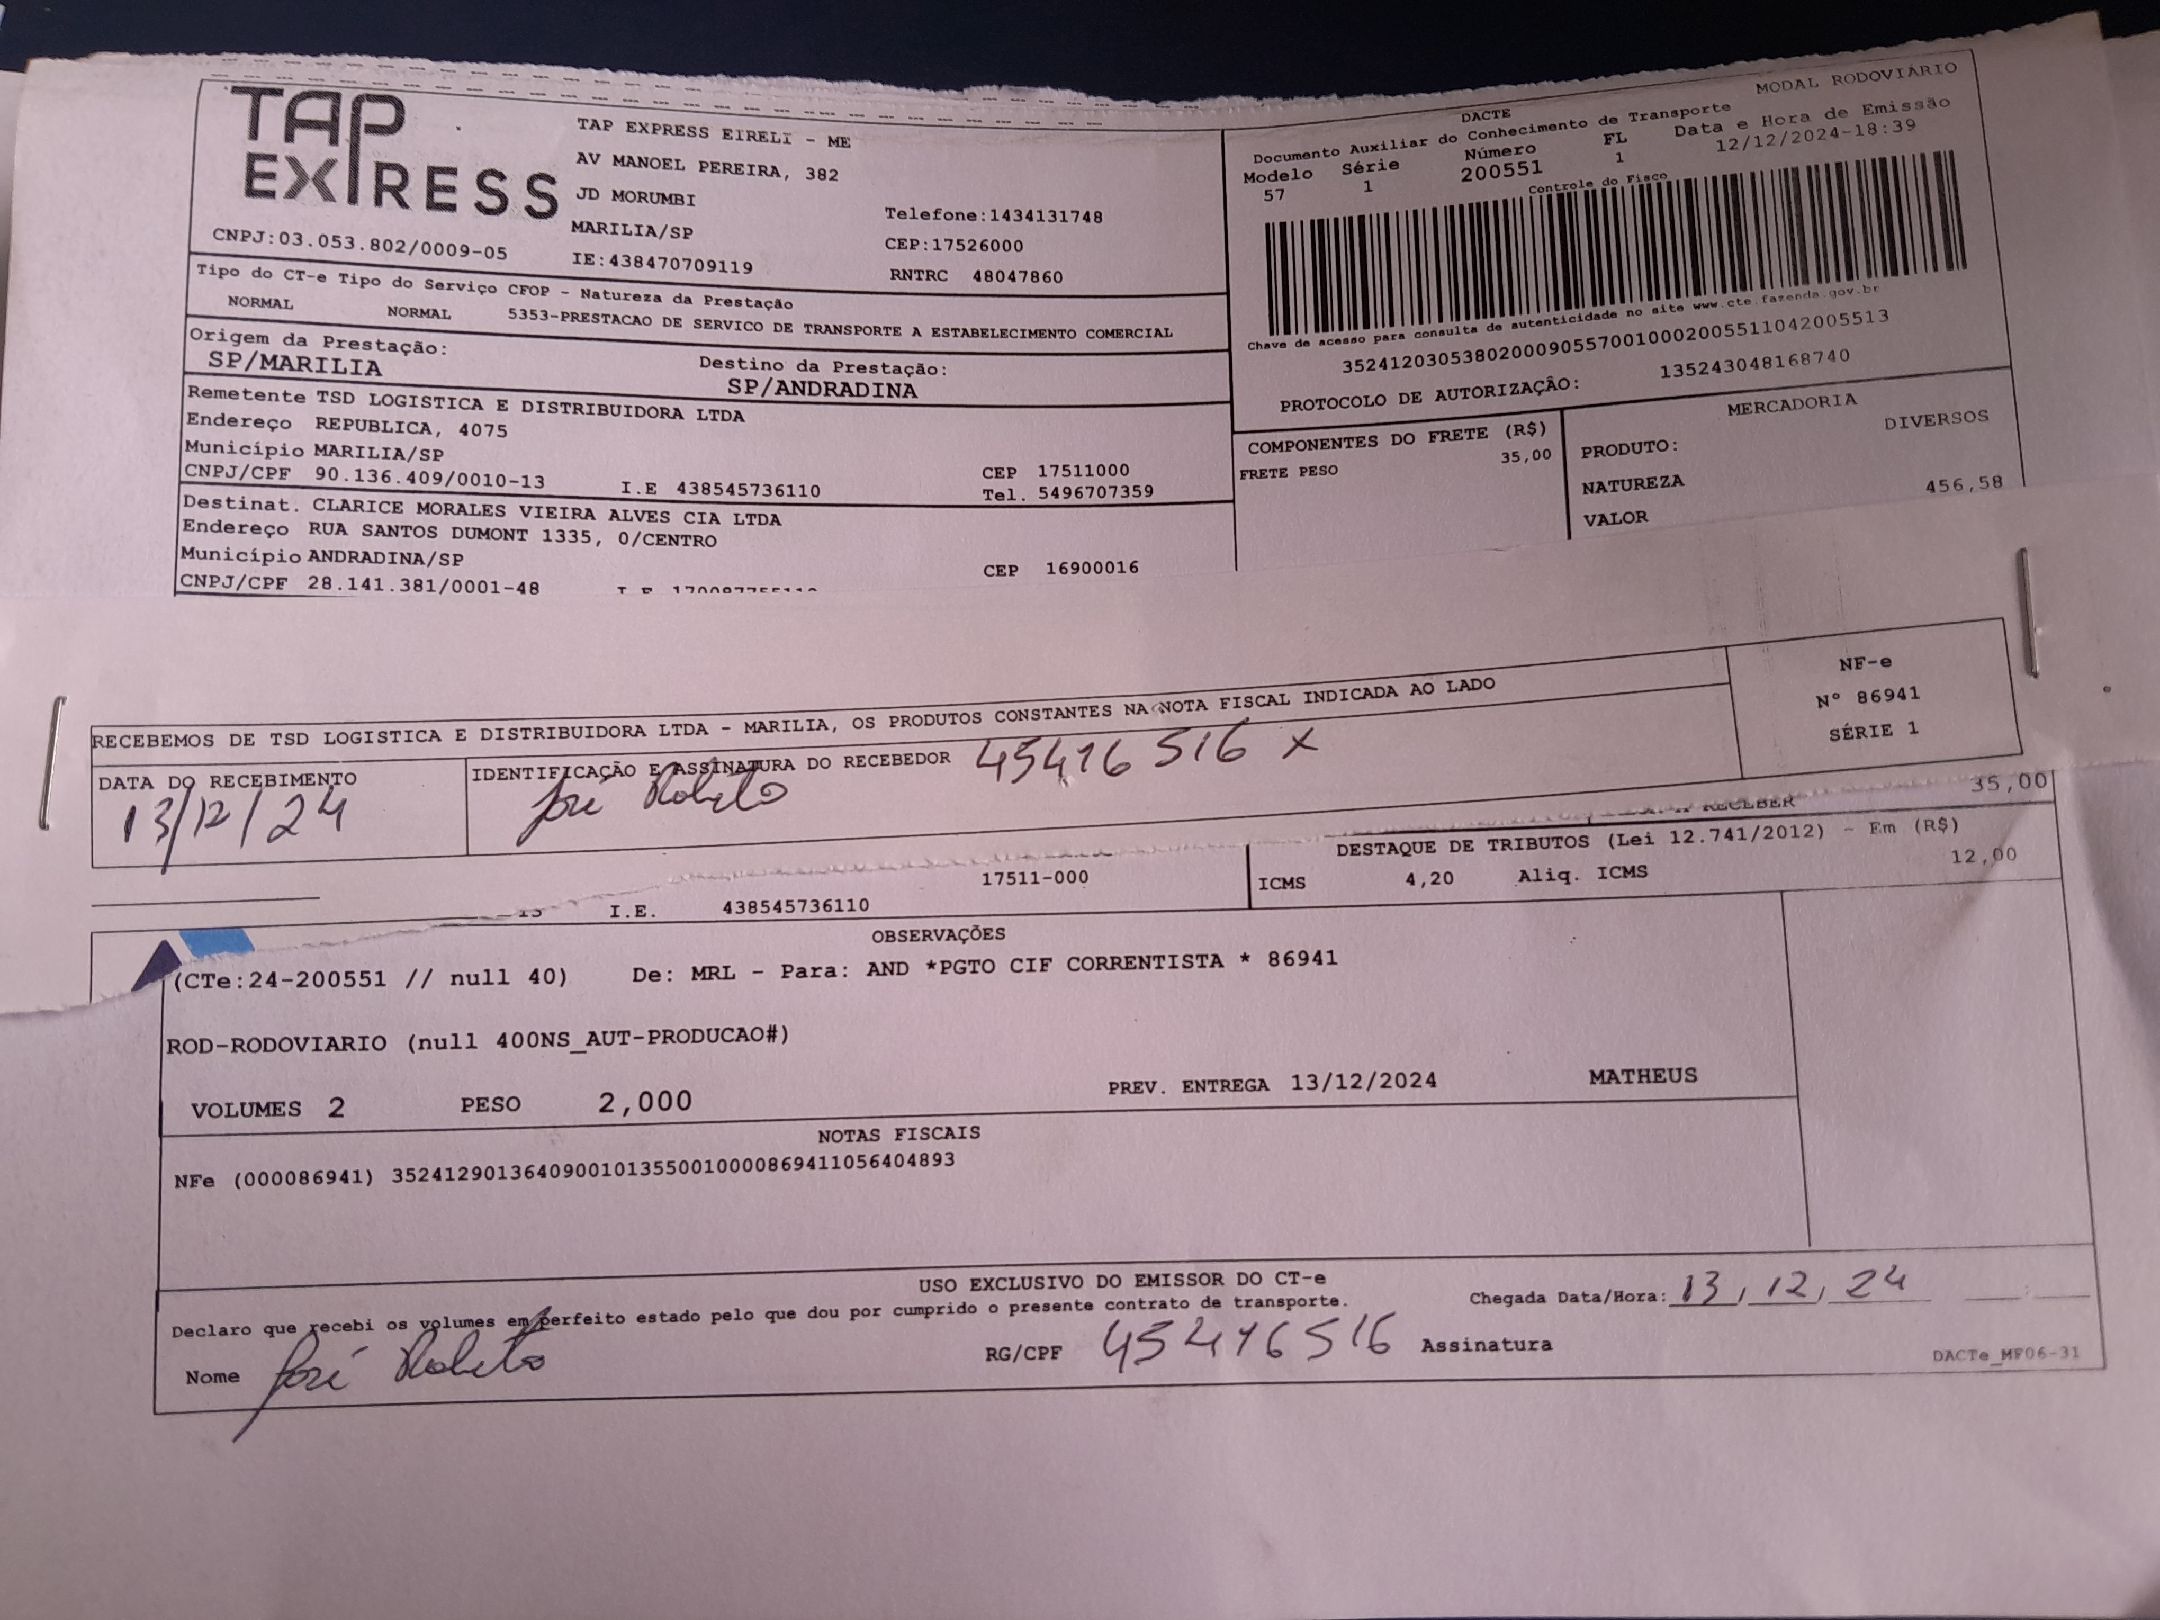 TAP
EXPRESS
CNPJ:03.053.802/0009-05
TAP EXPRESS EIRELI - ME
AV MANOEL PEREIRA, 382
JD MORUMBI
MARILIA/SP
IE:438470709119
Telefone:1434131748
CEP:17526000
RNTRC 48047860
MODAL RODOVIÁRIO
DACTE
Documento Auxiliar do Conhecimento de Transporte
Modelo Série Número FL Data e Hora de Emissão
57 1 200551 1 12/12/2024-18:39
Controle do Fisco
Chave de acesso para consulta de autenticidade no site www.cte.fazenda.gov.br
35241203053802000905570010002005511042005513
PROTOCOLO DE AUTORIZAÇÃO: 135243048168740
Tipo do CT-e Tipo do Serviço CFOP - Natureza da Prestação
NORMAL NORMAL 5353-PRESTACAO DE SERVICO DE TRANSPORTE A ESTABELECIMENTO COMERCIAL
Origem da Prestação: Destino da Prestação:
SP/MARILIA SP/ANDRADINA
Remetente TSD LOGISTICA E DISTRIBUIDORA LTDA
Endereço REPUBLICA, 4075
Município MARILIA/SP CEP 17511000
CNPJ/CPF 90.136.409/0010-13 I.E 438545736110 Tel. 5496707359
Destinat. CLARICE MORALES VIEIRA ALVES CIA LTDA
Endereço RUA SANTOS DUMONT 1335, 0/CENTRO
Município ANDRADINA/SP CEP 16900016
CNPJ/CPF 28.141.381/0001-48
COMPONENTES DO FRETE (R$)
FRETE PESO 35,00
MERCADORIA
PRODUTO: DIVERSOS
NATUREZA
VALOR 456,58
RECEBEMOS DE TSD LOGISTICA E DISTRIBUIDORA LTDA - MARILIA, OS PRODUTOS CONSTANTES NA NOTA FISCAL INDICADA AO LADO
NF-e
Nº 86941
SÉRIE 1
DATA DO RECEBIMENTO
13/12/24
IDENTIFICAÇÃO E ASSINATURA DO RECEBEDOR 45476516 X
José Roberto
RECEBER 35,00
DESTAQUE DE TRIBUTOS (Lei 12.741/2012) - Em (R$)
ICMS 4,20 Aliq. ICMS 12,00
17511-000
I.E. 438545736110
OBSERVAÇÕES
(CTe:24-200551 // null 40) De: MRL - Para: AND *PGTO CIF CORRENTISTA * 86941
ROD-RODOVIARIO (null 400NS_AUT-PRODUCAO#)
VOLUMES 2 PESO 2,000 PREV. ENTREGA 13/12/2024 MATHEUS
NOTAS FISCAIS
NFe (000086941) 35241290136409001013550010000869411056404893
USO EXCLUSIVO DO EMISSOR DO CT-e
Declaro que recebi os volumes em perfeito estado pelo que dou por cumprido o presente contrato de transporte. Chegada Data/Hora: 13/12/24
Nome José Roberto RG/CPF 45476516 Assinatura
DACTe_MF06-31